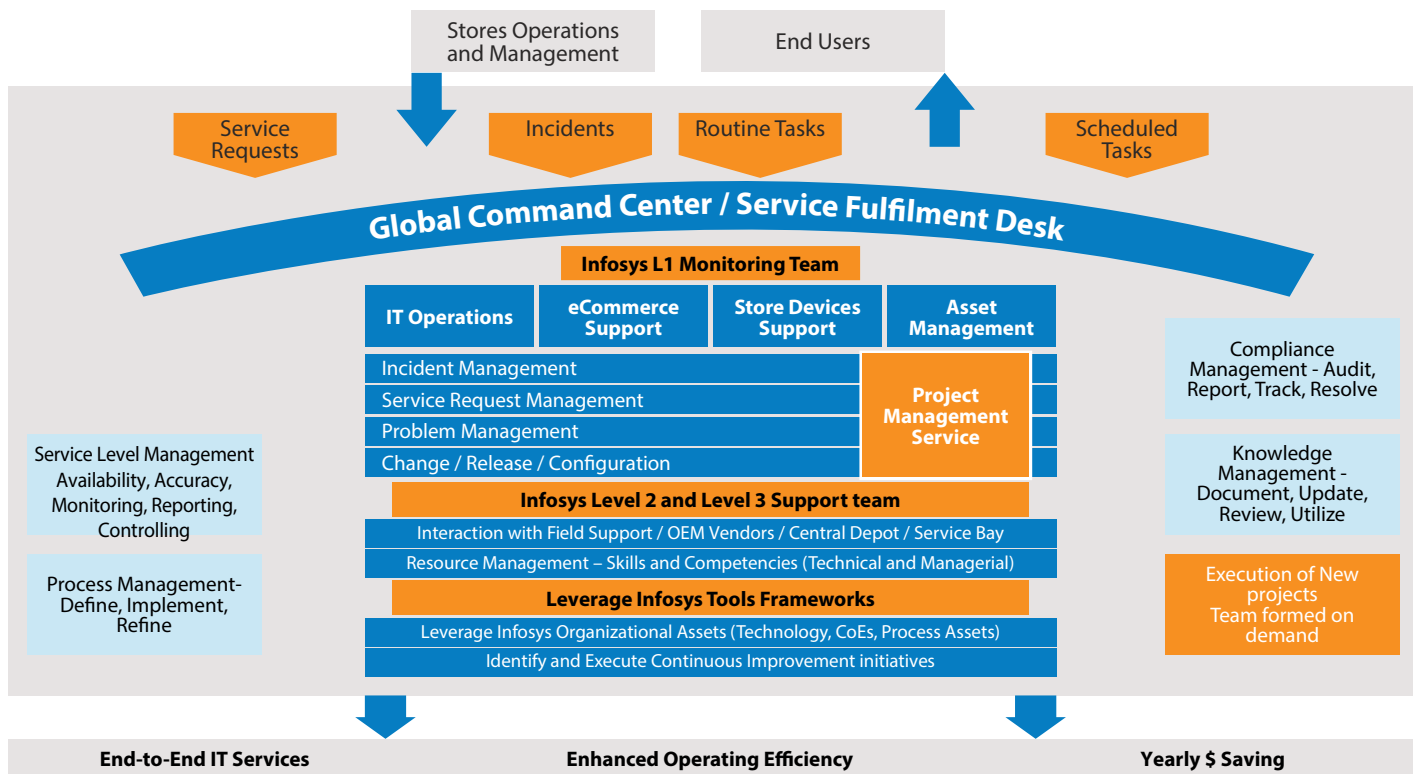 Stores Operations
and Management
End Users
Service
Requests
Incidents
Routine Tasks
Scheduled
Tasks
Global Command Center / Service Fulfilment Desk
Infosys L1 Monitoring Team
IT Operations
eCommerce
Support
Store Devices
Support
Asset
Management
Incident Management
Service Request Management
Problem Management
Change / Release / Configuration
Project
Management
Service
Infosys Level 2 and Level 3 Support team
Interaction with Field Support / OEM Vendors / Central Depot / Service Bay
Resource Management – Skills and Competencies (Technical and Managerial)
Leverage Infosys Tools Frameworks
Leverage Infosys Organizational Assets (Technology, CoEs, Process Assets)
Identify and Execute Continuous Improvement initiatives
Service Level Management
Availability, Accuracy,
Monitoring, Reporting,
Controlling
Process Management-
Define, Implement,
Refine
Compliance
Management - Audit,
Report, Track, Resolve
Knowledge
Management -
Document, Update,
Review, Utilize
Execution of New
projects
Team formed on
demand
End-to-End IT Services
Enhanced Operating Efficiency
Yearly $ Saving